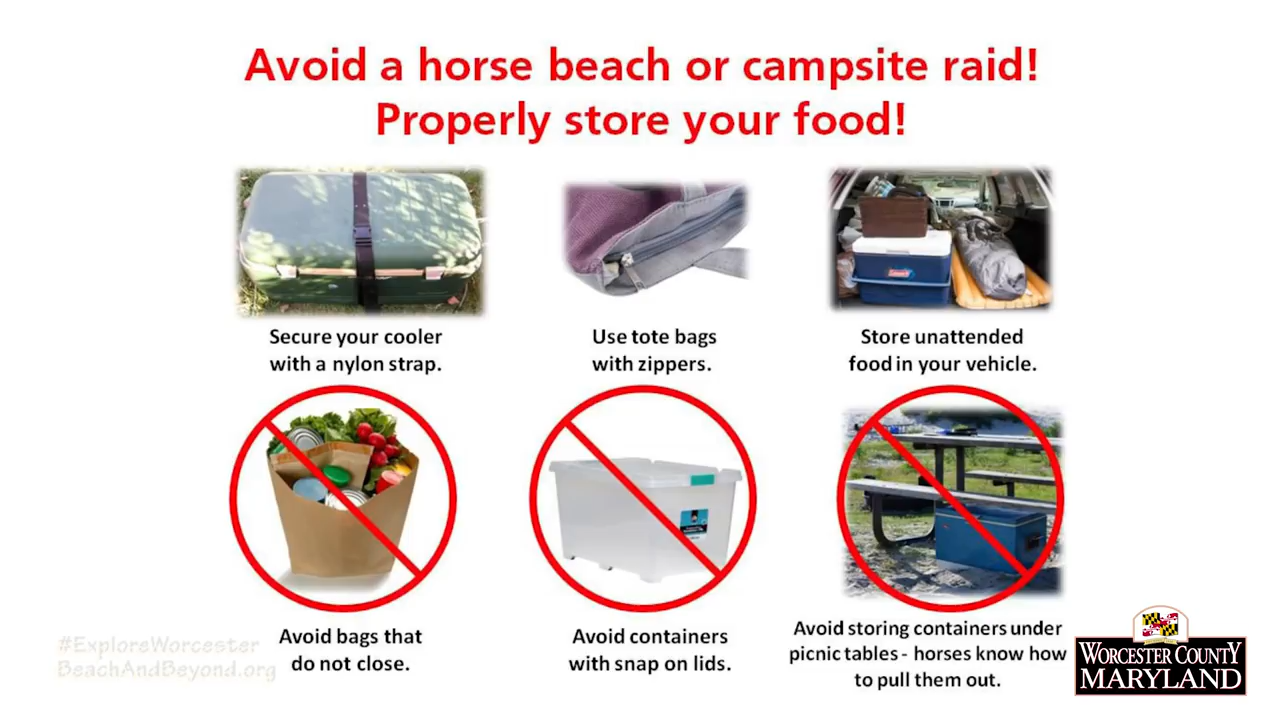 Avoid a horse beach or campsite raid!
Properly store your food!
Coleman
Secure your cooler
with a nylon strap.
Use tote bags
with zippers.
Store unattended
food in your vehicle.
Avoid bags that
do not close.
Avoid containers
with snap on lids.
Avoid storing containers under
picnic tables - horses know how
to pull them out.
#ExploreWorcester
BeachAndBeyond.org
WORCESTER COUNTY
MARYLAND